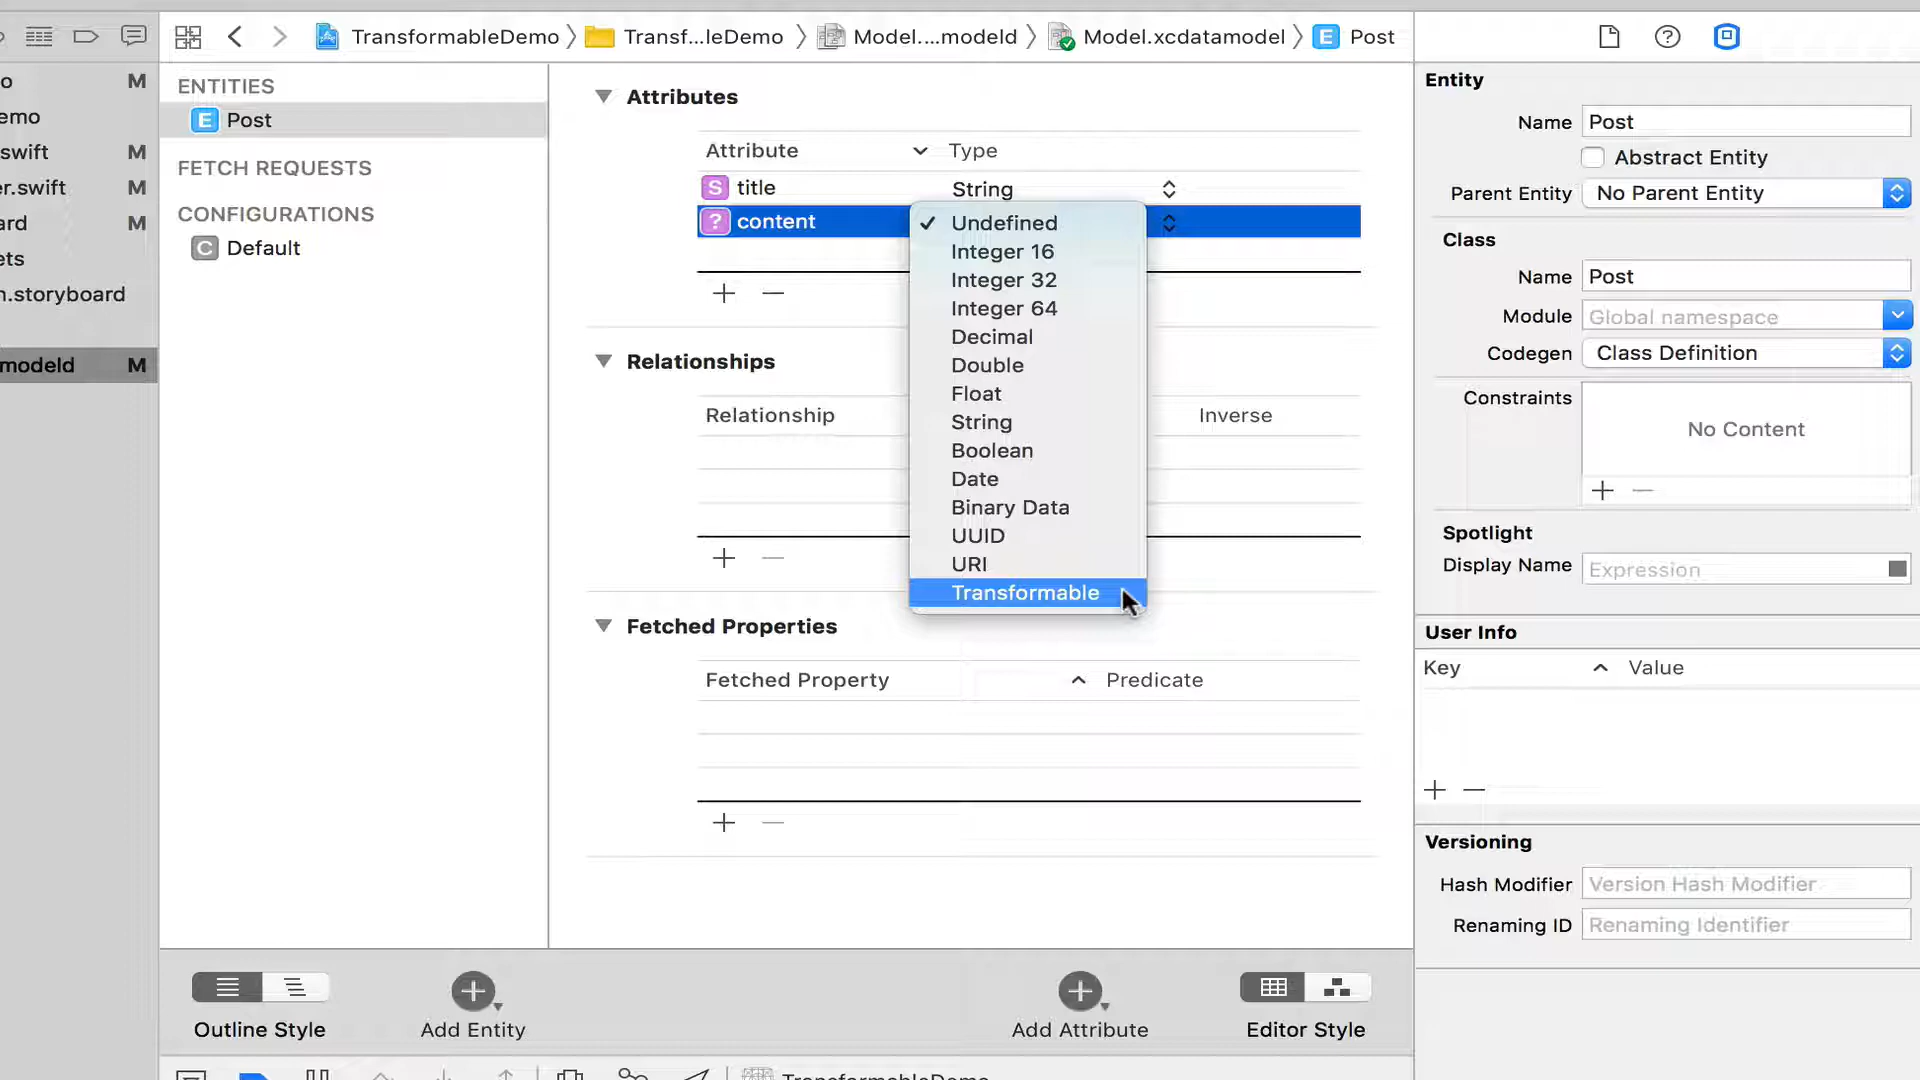 TransformableDemo
Transf...leDemo
Model....modeld
Model.xcdatamodel
E Post
o M
emo
swift M
er.swift M
ard M
ets
n.storyboard
modeld M
ENTITIES
E Post
FETCH REQUESTS
CONFIGURATIONS
C Default
Attributes
Attribute Type
S title String
? content
Undefined
Integer 16
Integer 32
Integer 64
Decimal
Double
Float
String
Boolean
Date
Binary Data
UUID
URI
Transformable
Relationships
Relationship Inverse
Fetched Properties
Fetched Property Predicate
Outline Style
Add Entity
Add Attribute
Editor Style
TransformableDemo
Entity
Name Post
Abstract Entity
Parent Entity No Parent Entity
Class
Name Post
Module Global namespace
Codegen Class Definition
Constraints
No Content
Spotlight
Display Name Expression
User Info
Key Value
Versioning
Hash Modifier Version Hash Modifier
Renaming ID Renaming Identifier